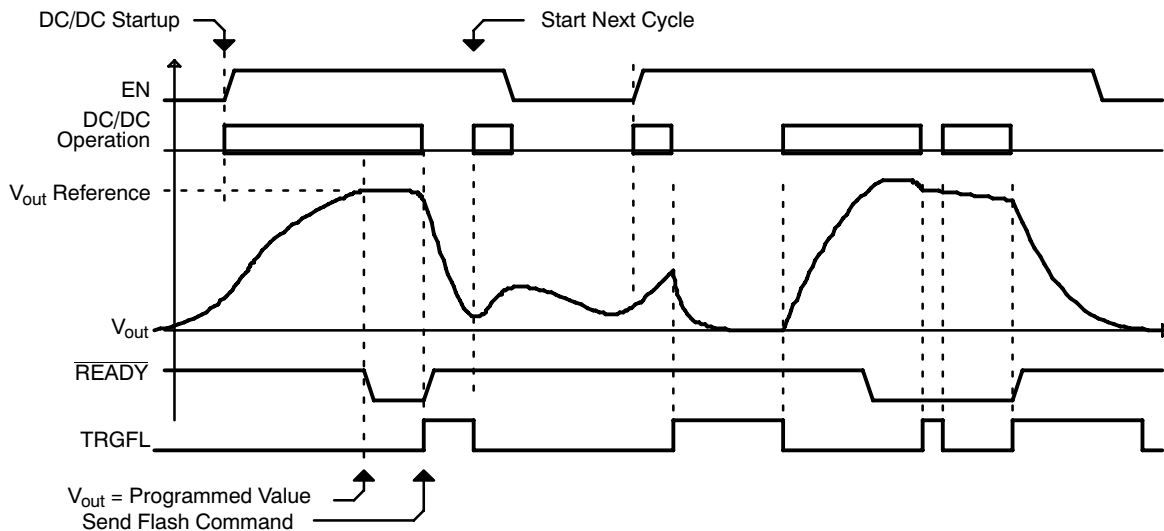 DC/DC Startup
Start Next Cycle
EN
DC/DC
Operation
Vout Reference
Vout
READY
TRGFL
Vout = Programmed Value
Send Flash Command